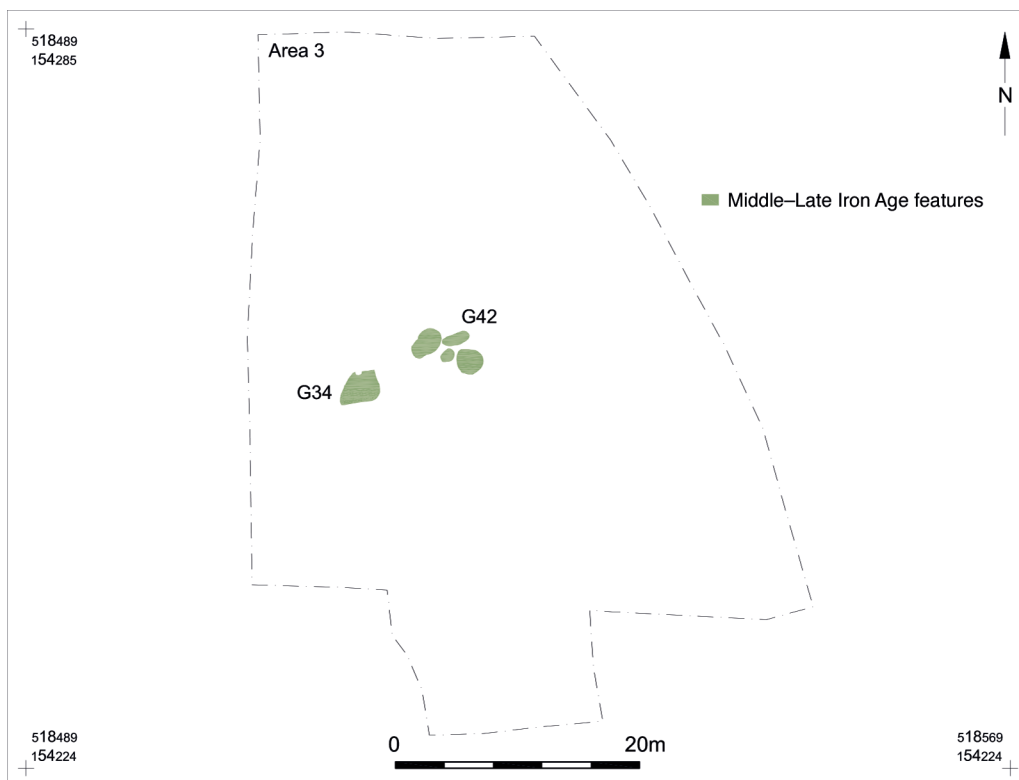 518489
154285
Area 3
N
Middle–Late Iron Age features
G42
G34
518489
154224
0 20m
518569
154224